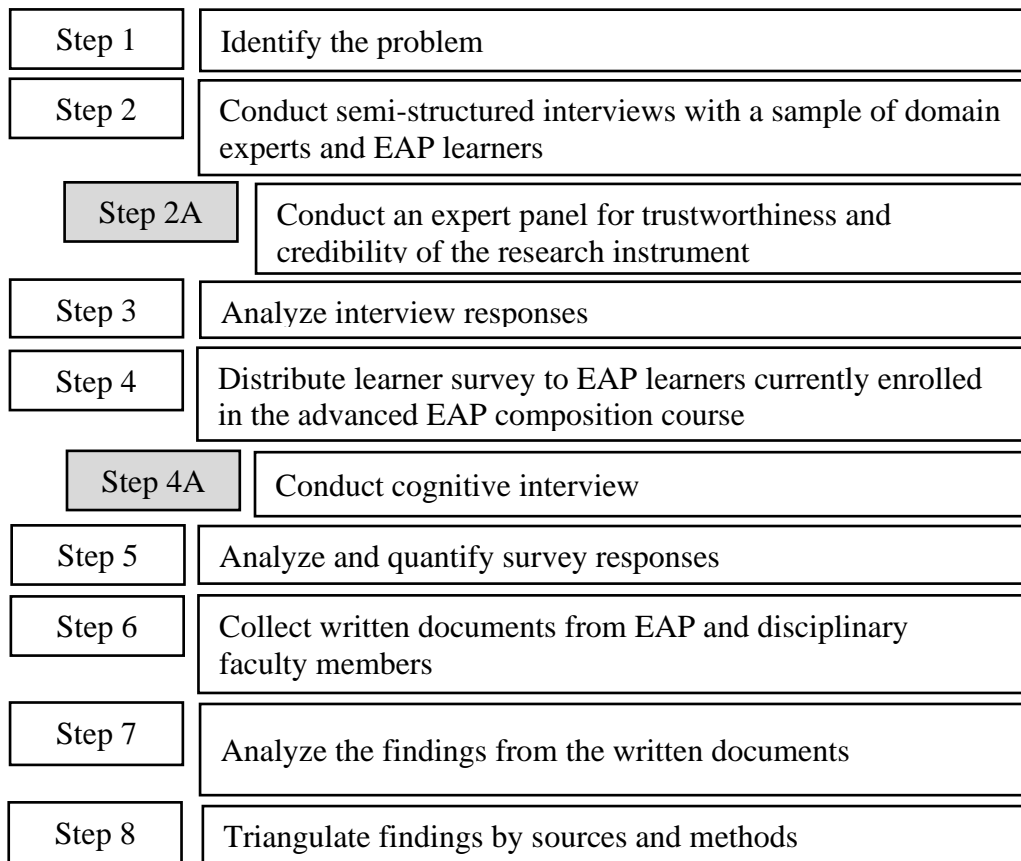 Step 1
Identify the problem
Step 2
Conduct semi-structured interviews with a sample of domain
experts and EAP learners
Step 2A
Conduct an expert panel for trustworthiness and
credibility of the research instrument
Step 3
Analyze interview responses
Step 4
Distribute learner survey to EAP learners currently enrolled
in the advanced EAP composition course
Step 4A
Conduct cognitive interview
Step 5
Analyze and quantify survey responses
Step 6
Collect written documents from EAP and disciplinary
faculty members
Step 7
Analyze the findings from the written documents
Step 8
Triangulate findings by sources and methods